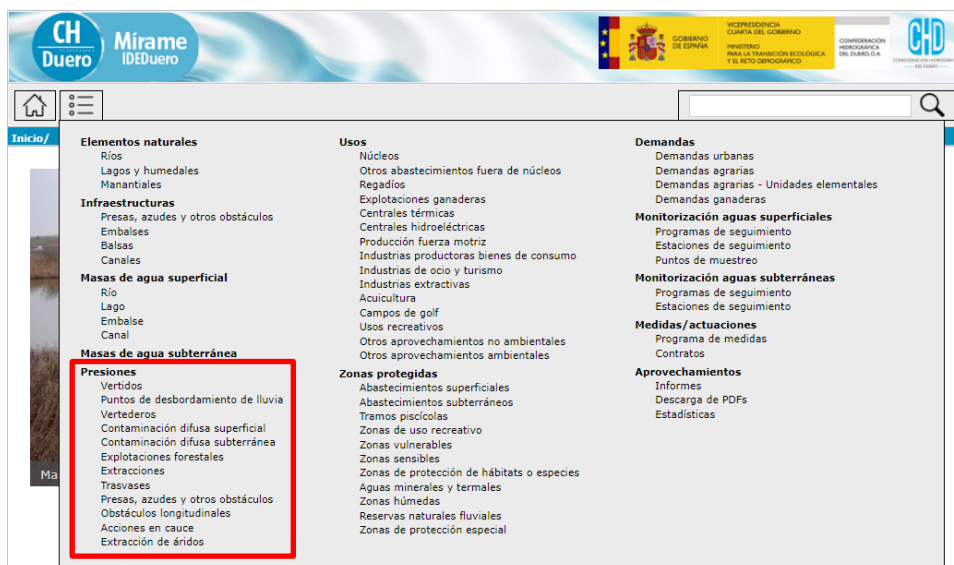 CH
Duero
Mírame
IDEDuero
GOBIERNO
DE ESPAÑA
VICEPRESIDENCIA
CUARTA DEL GOBIERNO
MINISTERIO
PARA LA TRANSICIÓN ECOLÓGICA
Y EL RETO DEMOGRÁFICO
CONFEDERACIÓN
HIDROGRÁFICA
DEL DUERO, O.A.
CHD
Inicio/
Elementos naturales
Ríos
Lagos y humedales
Manantiales
Infraestructuras
Presas, azudes y otros obstáculos
Embalses
Balsas
Canales
Masas de agua superficial
Río
Lago
Embalse
Canal
Masas de agua subterránea
Presiones
Vertidos
Puntos de desbordamiento de lluvia
Vertederos
Contaminación difusa superficial
Contaminación difusa subterránea
Explotaciones forestales
Extracciones
Trasvases
Presas, azudes y otros obstáculos
Obstáculos longitudinales
Acciones en cauce
Extracción de áridos
Usos
Núcleos
Otros abastecimientos fuera de núcleos
Regadíos
Explotaciones ganaderas
Centrales térmicas
Centrales hidroeléctricas
Producción fuerza motriz
Industrias productoras bienes de consumo
Industrias de ocio y turismo
Industrias extractivas
Acuicultura
Campos de golf
Usos recreativos
Otros aprovechamientos no ambientales
Otros aprovechamientos ambientales
Zonas protegidas
Abastecimientos superficiales
Abastecimientos subterráneos
Tramos piscícolas
Zonas de uso recreativo
Zonas vulnerables
Zonas sensibles
Zonas de protección de hábitats o especies
Aguas minerales y termales
Zonas húmedas
Reservas naturales fluviales
Zonas de protección especial
Demandas
Demandas urbanas
Demandas agrarias
Demandas agrarias - Unidades elementales
Demandas ganaderas
Monitorización aguas superficiales
Programas de seguimiento
Estaciones de seguimiento
Puntos de muestreo
Monitorización aguas subterráneas
Programas de seguimiento
Estaciones de seguimiento
Medidas/actuaciones
Programa de medidas
Contratos
Aprovechamientos
Informes
Descarga de PDFs
Estadísticas
Ma